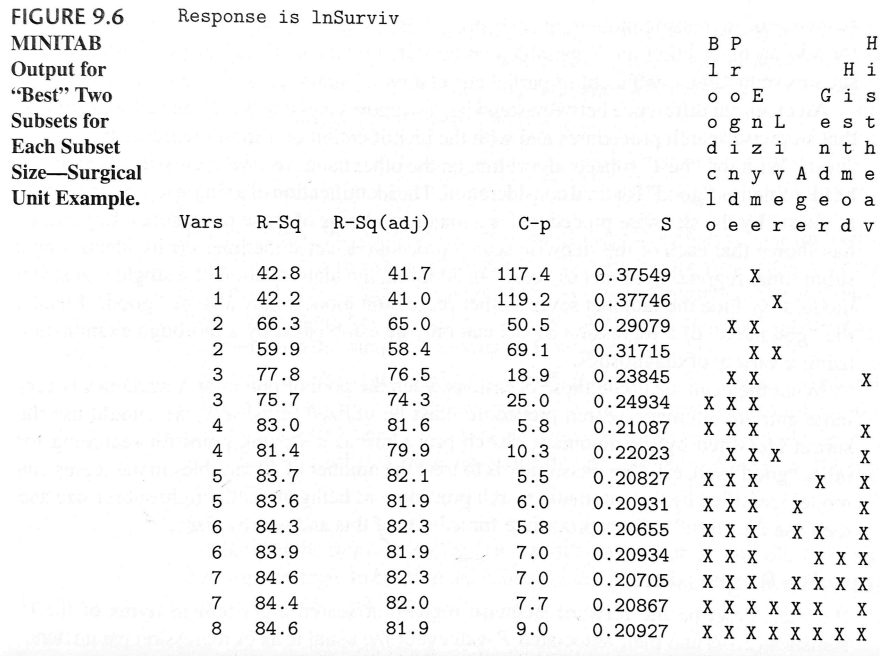 FIGURE 9.6
MINITAB
Output for
“Best” Two
Subsets for
Each Subset
Size—Surgical
Unit Example.
Response is lnSurviv
B P H
l r H i
o o E G i s
o g n L e s t
d i z i n t h
c n y v A d m e
l d m e g e o a
Vars R-Sq R-Sq(adj) C-p S o e e r e r d v
1 42.8 41.7 117.4 0.37549 X
1 42.2 41.0 119.2 0.37746 X
2 66.3 65.0 50.5 0.29079 X X
2 59.9 58.4 69.1 0.31715 X X
3 77.8 76.5 18.9 0.23845 X X X
3 75.7 74.3 25.0 0.24934 X X X
4 83.0 81.6 5.8 0.21087 X X X X
4 81.4 79.9 10.3 0.22023 X X X X
5 83.7 82.1 5.5 0.20827 X X X X X
5 83.6 81.9 6.0 0.20931 X X X X X
6 84.3 82.3 5.8 0.20655 X X X X X X
6 83.9 81.9 7.0 0.20934 X X X X X X
7 84.6 82.3 7.0 0.20705 X X X X X X X
7 84.4 82.0 7.7 0.20867 X X X X X X X
8 84.6 81.9 9.0 0.20927 X X X X X X X X